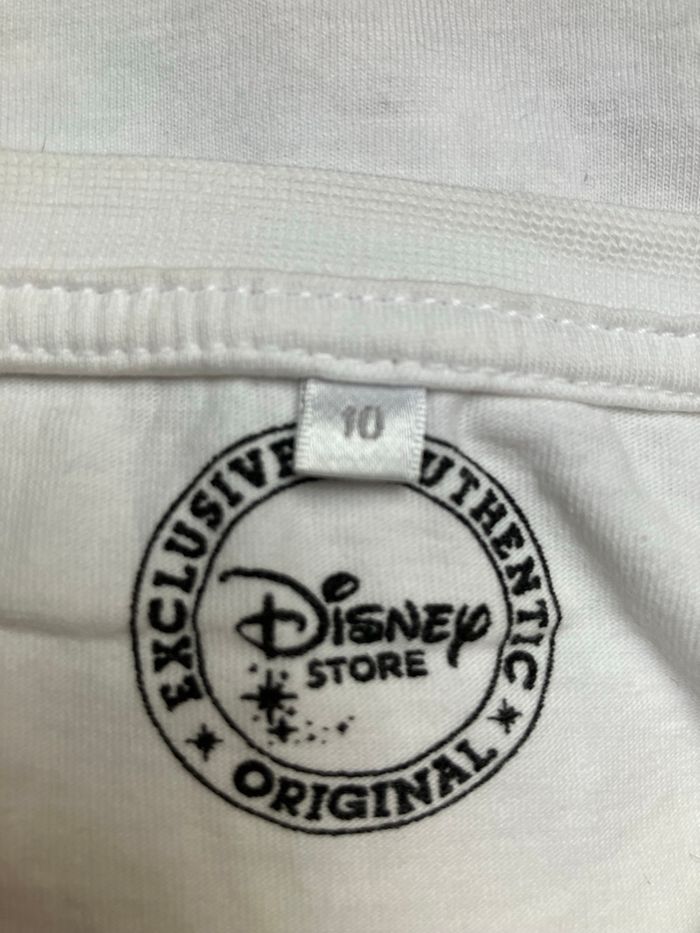 10
EXCLUSIVE
UTHENTIC
ORIGINAL
Disney
STORE